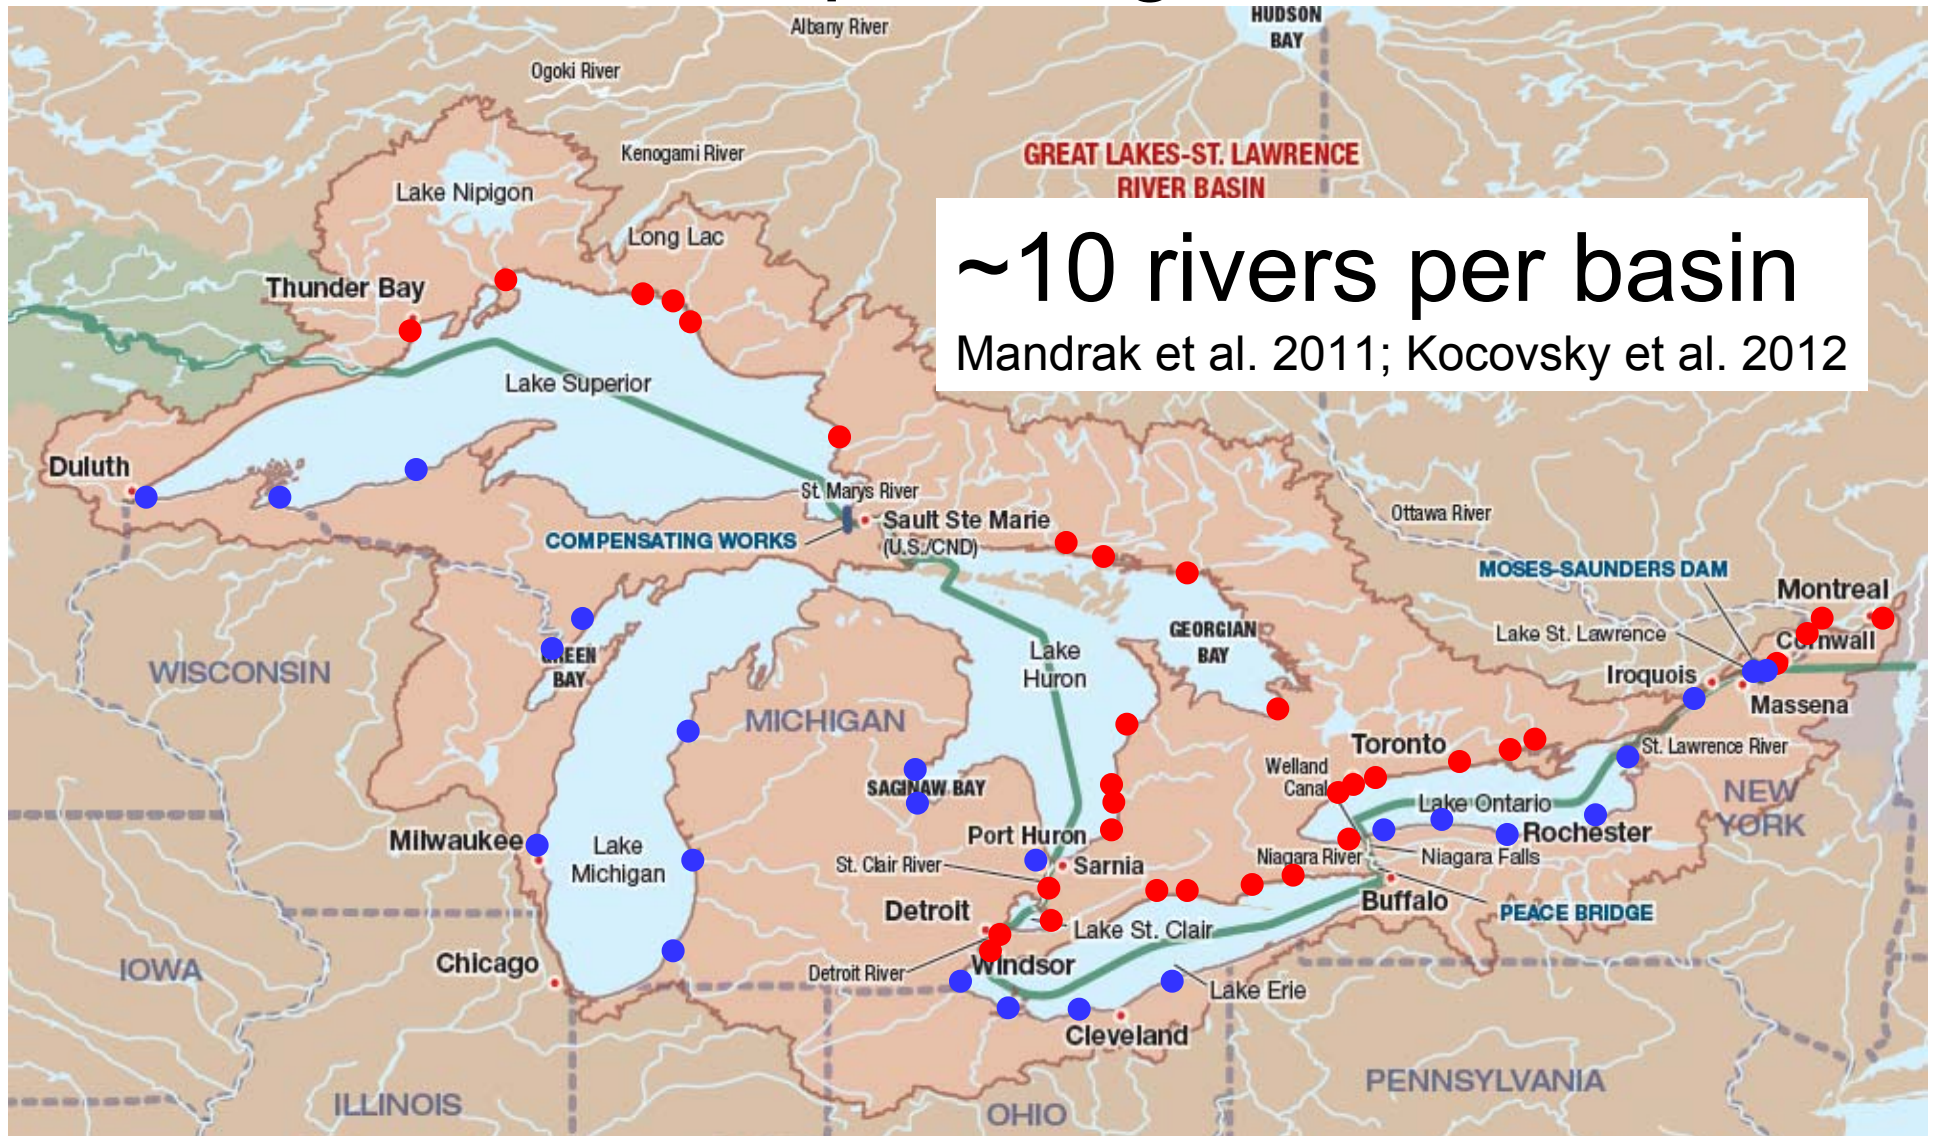 Albany River
HUDSON
BAY
Ogoki River
Kenogami River
GREAT LAKES-ST. LAWRENCE
RIVER BASIN
Lake Nipigon
Long Lac
~10 rivers per basin
Mandrak et al. 2011; Kocovsky et al. 2012
Thunder Bay
Lake Superior
Duluth
St. Marys River
Sault Ste Marie
(U.S./CND)
COMPENSATING WORKS
Ottawa River
MOSES-SAUNDERS DAM
Montreal
Lake St. Lawrence
Cornwall
GEORGIAN
BAY
Lake
Huron
GREEN
BAY
WISCONSIN
Iroquois
Massena
MICHIGAN
Toronto
St. Lawrence River
Welland
Canal
SAGINAW BAY
Lake Ontario
NEW
YORK
Milwaukee
Lake
Michigan
Port Huron
Rochester
St. Clair River
Sarnia
Niagara River
Niagara Falls
Detroit
Buffalo
PEACE BRIDGE
Lake St. Clair
Chicago
Detroit River
Windsor
IOWA
Lake Erie
Cleveland
ILLINOIS
OHIO
PENNSYLVANIA